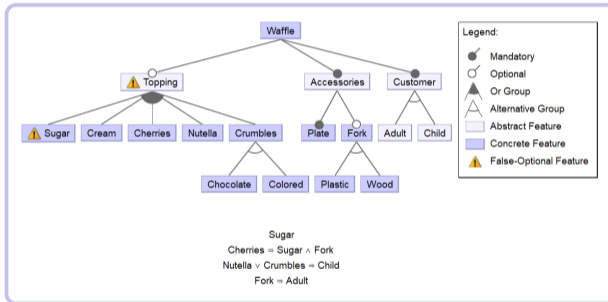 Waffle
Legend:
Mandatory
Optional
Or Group
Alternative Group
Abstract Feature
Concrete Feature
False-Optional Feature
Topping Accessories Customer
Sugar Cream Cherries Nutella Crumbles Plate Fork Adult Child
Chocolate Colored Plastic Wood
Sugar
Cherries ⇒ Sugar ∧ Fork
Nutella ∨ Crumbles ⇒ Child
Fork ⇒ Adult